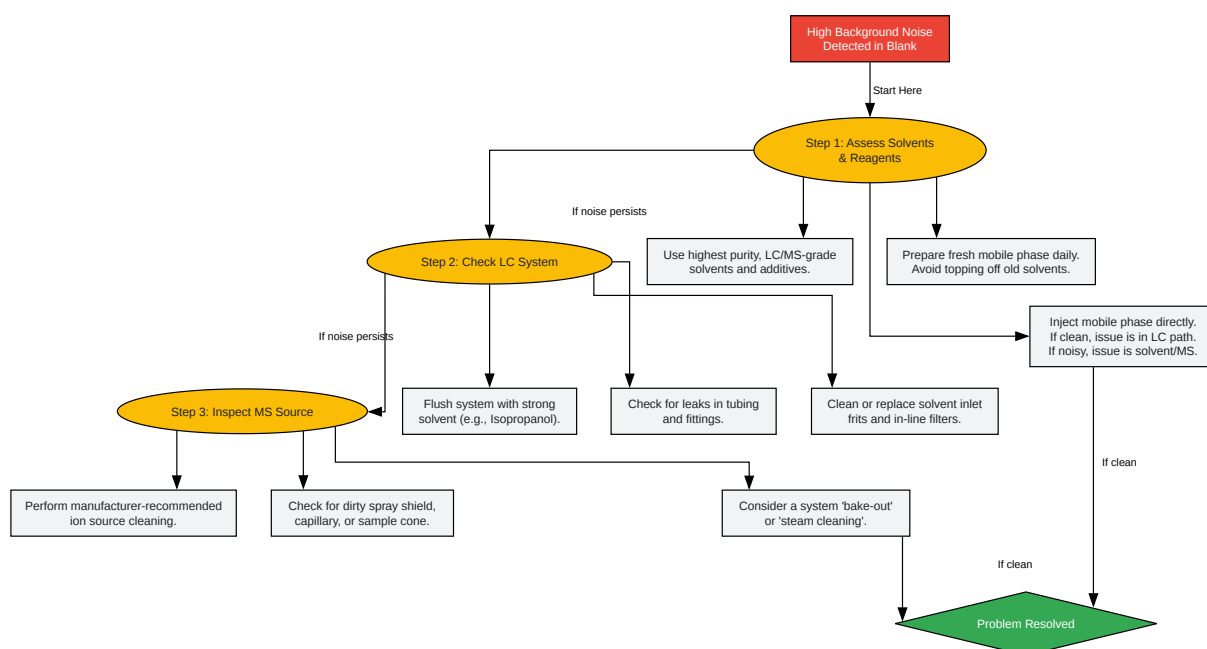 High Background Noise
Detected in Blank
Start Here
Step 1: Assess Solvents
& Reagents
If noise persists
Use highest purity, LC/MS-grade
solvents and additives.
Prepare fresh mobile phase daily.
Avoid topping off old solvents.
Step 2: Check LC System
Inject mobile phase directly.
If clean, issue is in LC path.
If noisy, issue is solvent/MS.
If noise persists
Flush system with strong
solvent (e.g., Isopropanol).
Check for leaks in tubing
and fittings.
Clean or replace solvent inlet
frits and in-line filters.
Step 3: Inspect MS Source
If clean
Perform manufacturer-recommended
ion source cleaning.
Check for dirty spray shield,
capillary, or sample cone.
Consider a system 'bake-out'
or 'steam cleaning'.
If clean
Problem Resolved